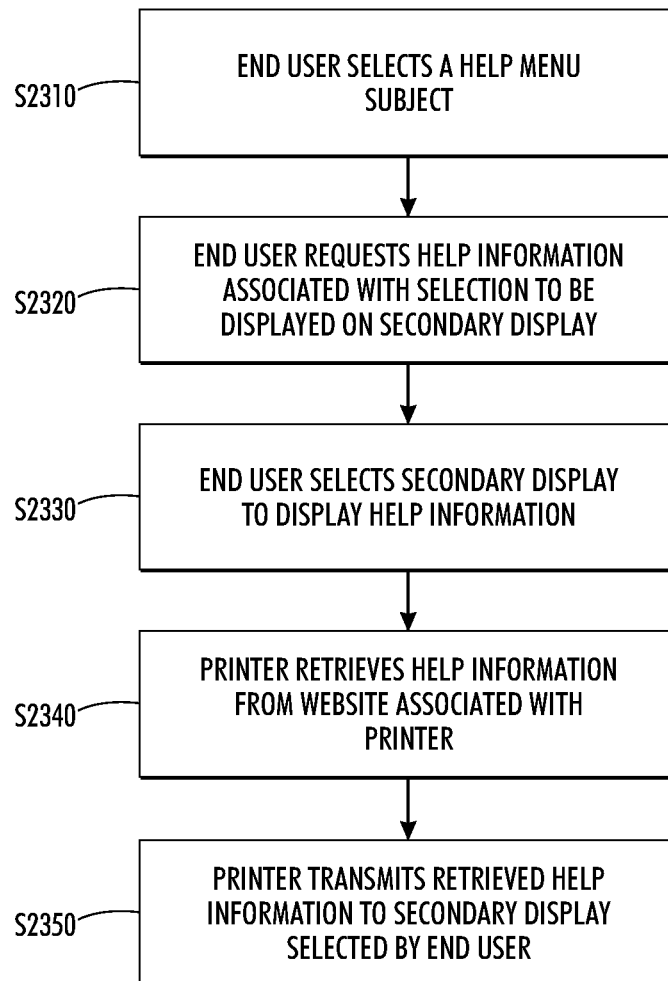 S2310
END USER SELECTS A HELP MENU
SUBJECT
S2320
END USER REQUESTS HELP INFORMATION
ASSOCIATED WITH SELECTION TO BE
DISPLAYED ON SECONDARY DISPLAY
S2330
END USER SELECTS SECONDARY DISPLAY
TO DISPLAY HELP INFORMATION
S2340
PRINTER RETRIEVES HELP INFORMATION
FROM WEBSITE ASSOCIATED WITH
PRINTER
S2350
PRINTER TRANSMITS RETRIEVED HELP
INFORMATION TO SECONDARY DISPLAY
SELECTED BY END USER